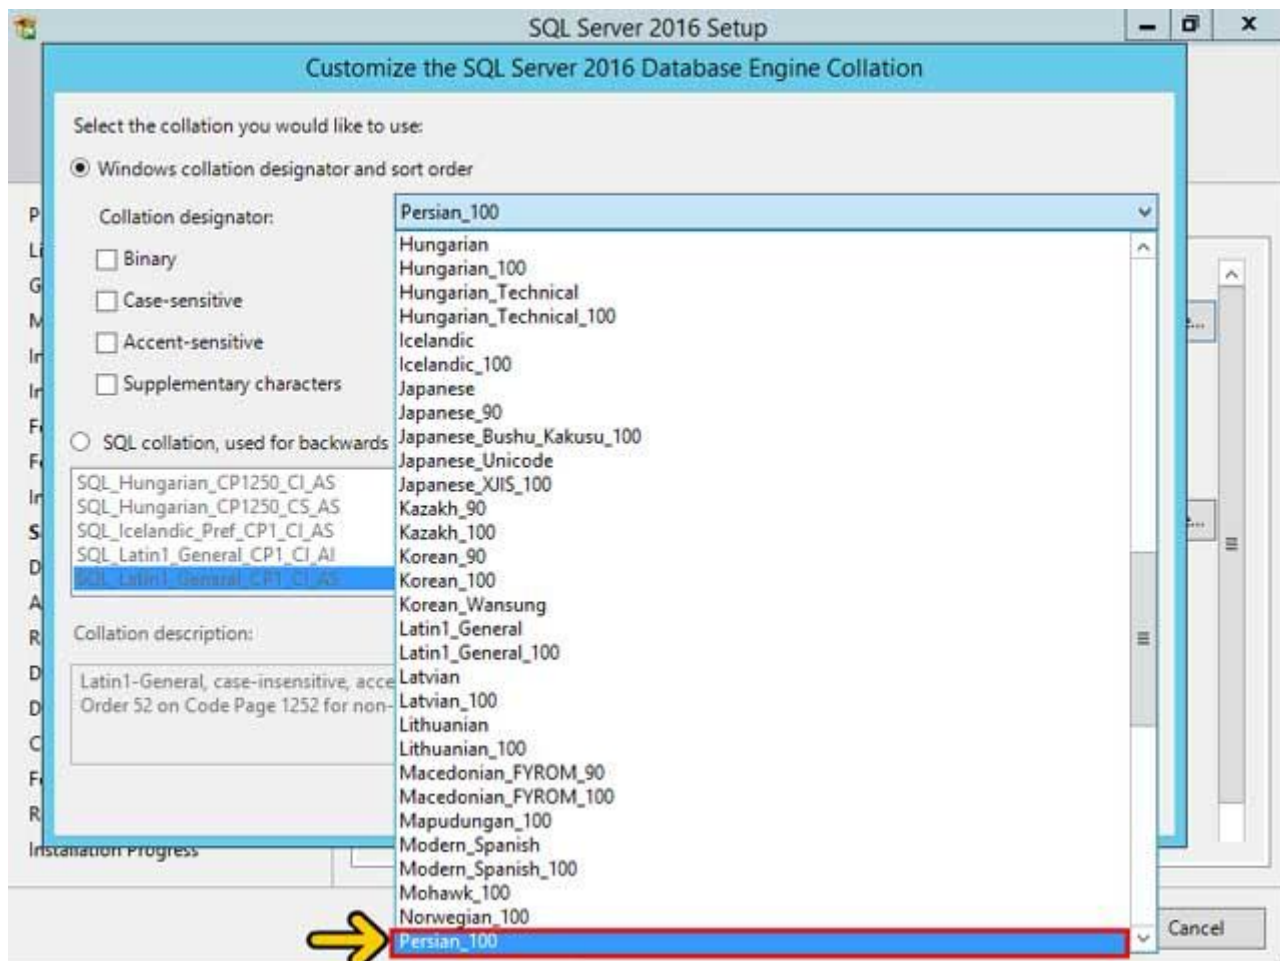 SQL Server 2016 Setup
Customize the SQL Server 2016 Database Engine Collation
Select the collation you would like to use:
Windows collation designator and sort order
Collation designator:
Persian_100
Binary
Case-sensitive
Accent-sensitive
Supplementary characters
SQL collation, used for backwards
SQL_Hungarian_CP1250_CI_AS
SQL_Hungarian_CP1250_CS_AS
SQL_Icelandic_Pref_CP1_CI_AS
SQL_Latin1_General_CP1_CI_AI
SQL_Latin1_General_CP1_CI_AS
Collation description:
Latin1-General, case-insensitive, acce
Order 52 on Code Page 1252 for non-
Hungarian
Hungarian_100
Hungarian_Technical
Hungarian_Technical_100
Icelandic
Icelandic_100
Japanese
Japanese_90
Japanese_Bushu_Kakusu_100
Japanese_Unicode
Japanese_XJIS_100
Kazakh_90
Kazakh_100
Korean_90
Korean_100
Korean_Wansung
Latin1_General
Latin1_General_100
Latvian
Latvian_100
Lithuanian
Lithuanian_100
Macedonian_FYROM_90
Macedonian_FYROM_100
Mapudungan_100
Modern_Spanish
Modern_Spanish_100
Mohawk_100
Norwegian_100
Persian_100
Installation Progress
Cancel